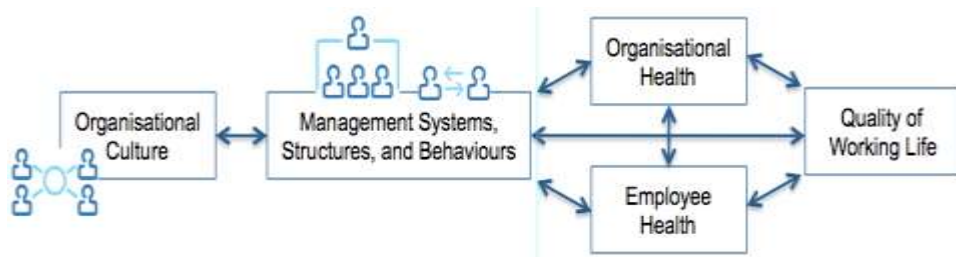 Organisational
Culture
Management Systems,
Structures, and Behaviours
Organisational
Health
Employee
Health
Quality of
Working Life